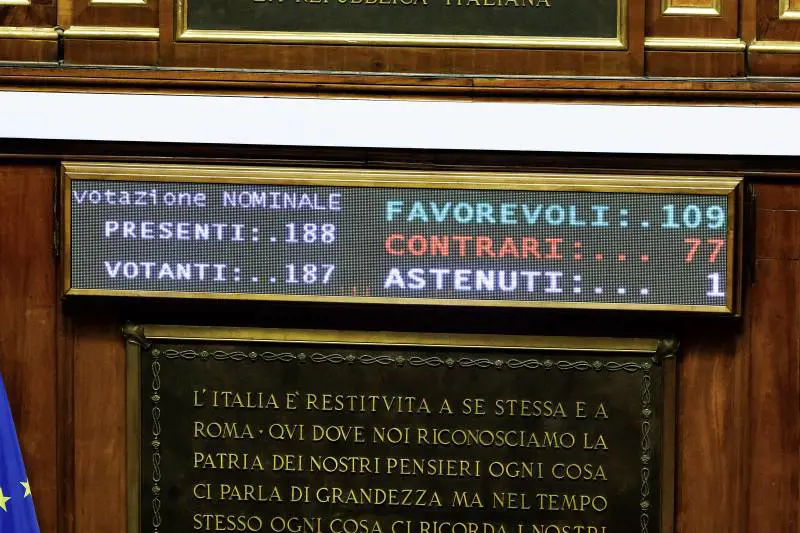 LA REPUBBLICA ITALIANA
votazione NOMINALE
PRESENTI:.188
VOTANTI:..187
FAVOREVOLI:.109
CONTRARI:... 77
ASTENUTI:... 1
L'ITALIA E' RESTITVITA A SE STESSA E A
ROMA · QVI DOVE NOI RICONOSCIAMO LA
PATRIA DEI NOSTRI PENSIERI OGNI COSA
CI PARLA DI GRANDEZZA MA NEL TEMPO
STESSO OGNI COSA CI RICORDA I NOSTRI